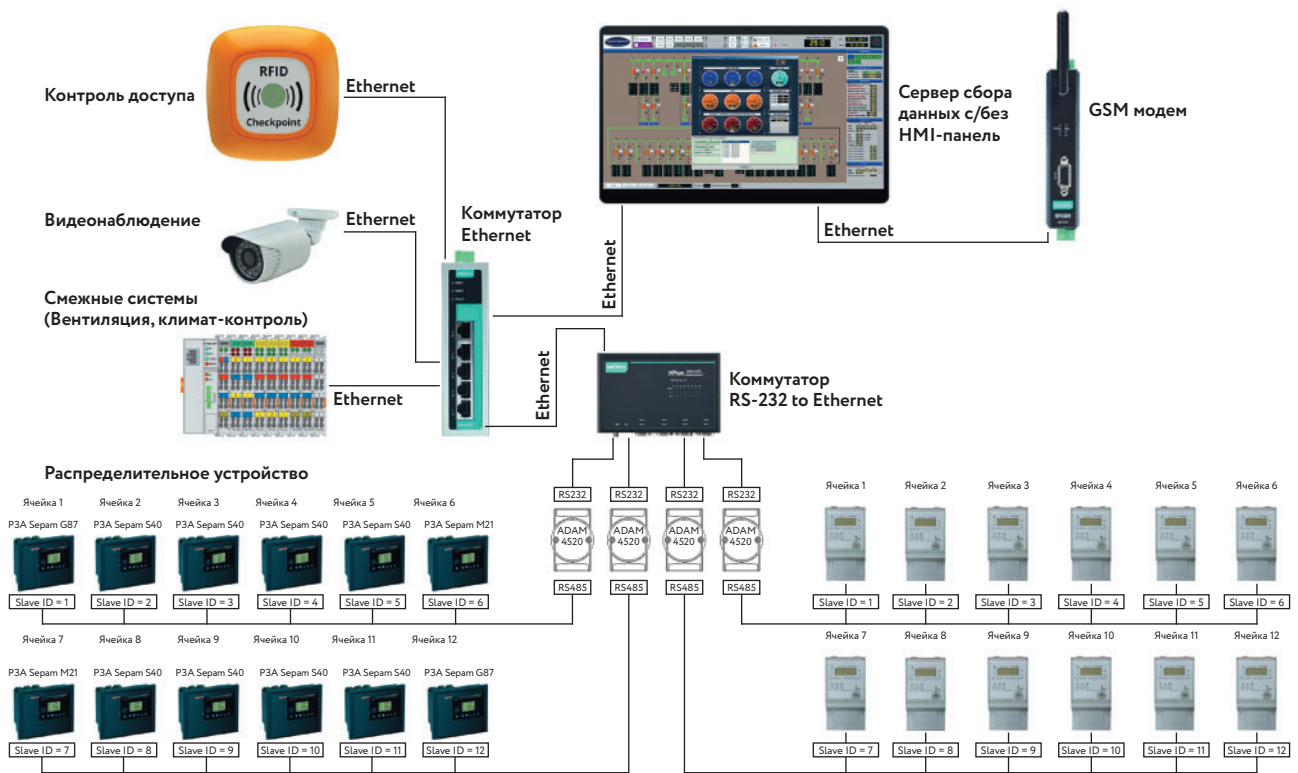 RFID
Checkpoint
Контроль доступа
Ethernet
Сервер сбора
данных с/без
HMI-панель
GSM модем
Видеонаблюдение
Ethernet
Коммутатор
Ethernet
Ethernet
Ethernet
Смежные системы
(Вентиляция, климат-контроль)
Ethernet
Ethernet
Коммутатор
RS-232 to Ethernet
Распределительное устройство
Ячейка 1 Ячейка 2 Ячейка 3 Ячейка 4 Ячейка 5 Ячейка 6
РЗА Sepam G87 РЗА Sepam S40 РЗА Sepam S40 РЗА Sepam S40 РЗА Sepam S40 РЗА Sepam M21
Slave ID = 1 Slave ID = 2 Slave ID = 3 Slave ID = 4 Slave ID = 5 Slave ID = 6
Ячейка 7 Ячейка 8 Ячейка 9 Ячейка 10 Ячейка 11 Ячейка 12
РЗА Sepam M21 РЗА Sepam S40 РЗА Sepam S40 РЗА Sepam S40 РЗА Sepam S40 РЗА Sepam G87
Slave ID = 7 Slave ID = 8 Slave ID = 9 Slave ID = 10 Slave ID = 11 Slave ID = 12
RS232 RS232 RS232 RS232
ADAM ADAM ADAM ADAM
4520 4520 4520 4520
RS485 RS485 RS485 RS485
Ячейка 1 Ячейка 2 Ячейка 3 Ячейка 4 Ячейка 5 Ячейка 6
Slave ID = 1 Slave ID = 2 Slave ID = 3 Slave ID = 4 Slave ID = 5 Slave ID = 6
Ячейка 7 Ячейка 8 Ячейка 9 Ячейка 10 Ячейка 11 Ячейка 12
Slave ID = 7 Slave ID = 8 Slave ID = 9 Slave ID = 10 Slave ID = 11 Slave ID = 12